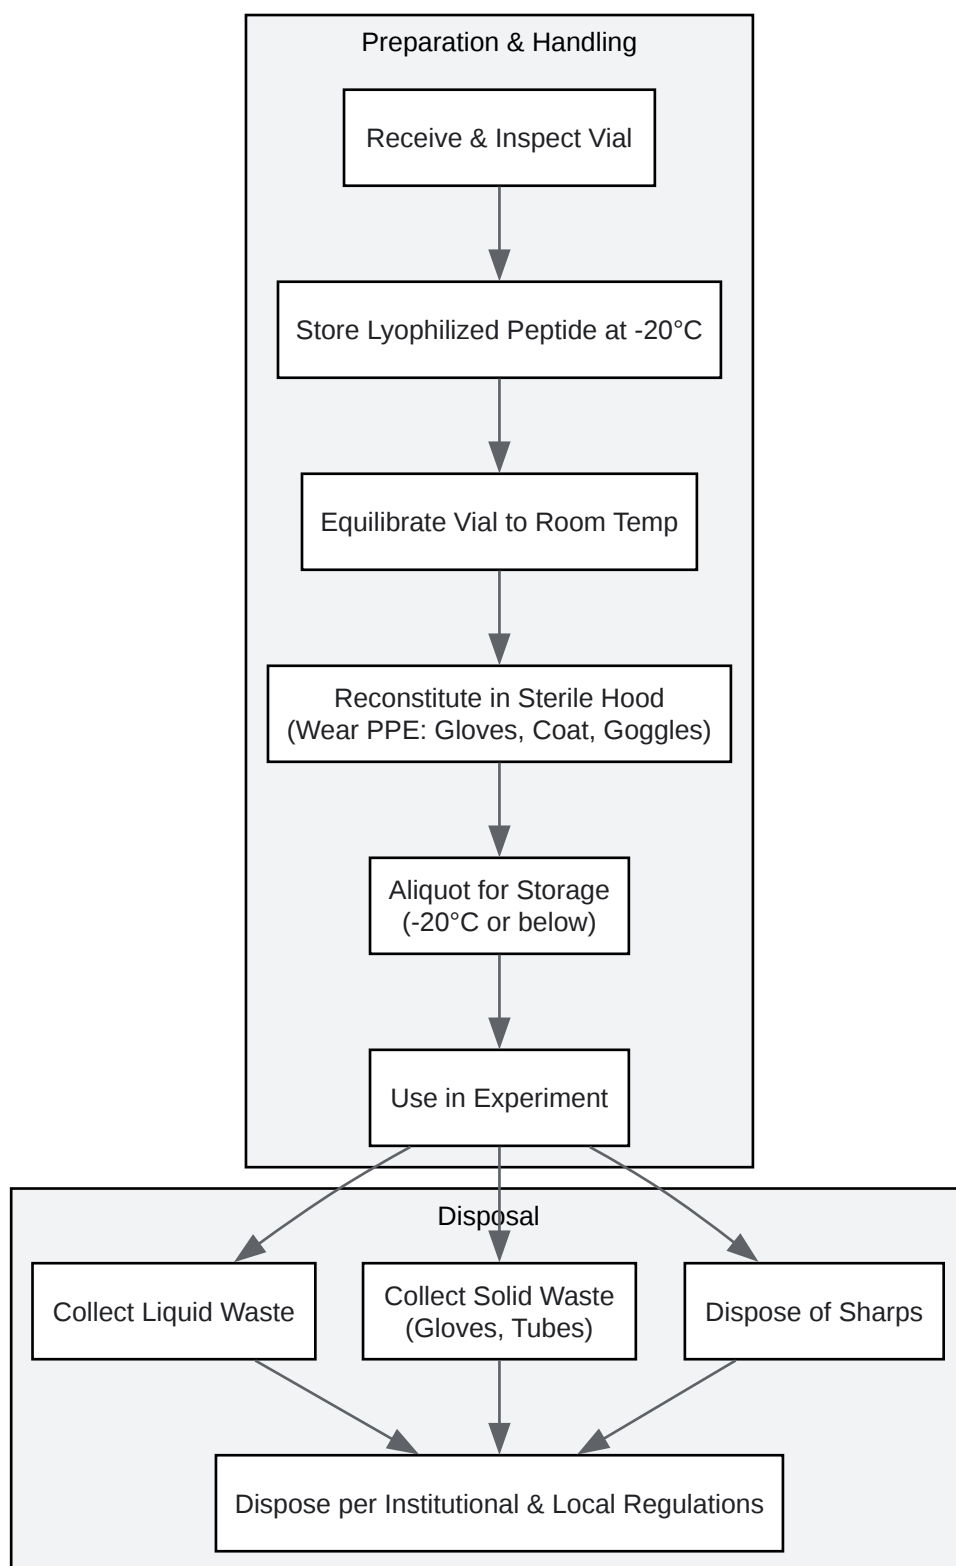 Preparation & Handling
Receive & Inspect Vial
Store Lyophilized Peptide at -20°C
Equilibrate Vial to Room Temp
Reconstitute in Sterile Hood
(Wear PPE: Gloves, Coat, Goggles)
Aliquot for Storage
(-20°C or below)
Use in Experiment
Disposal
Collect Liquid Waste
Collect Solid Waste
(Gloves, Tubes)
Dispose of Sharps
Dispose per Institutional & Local Regulations